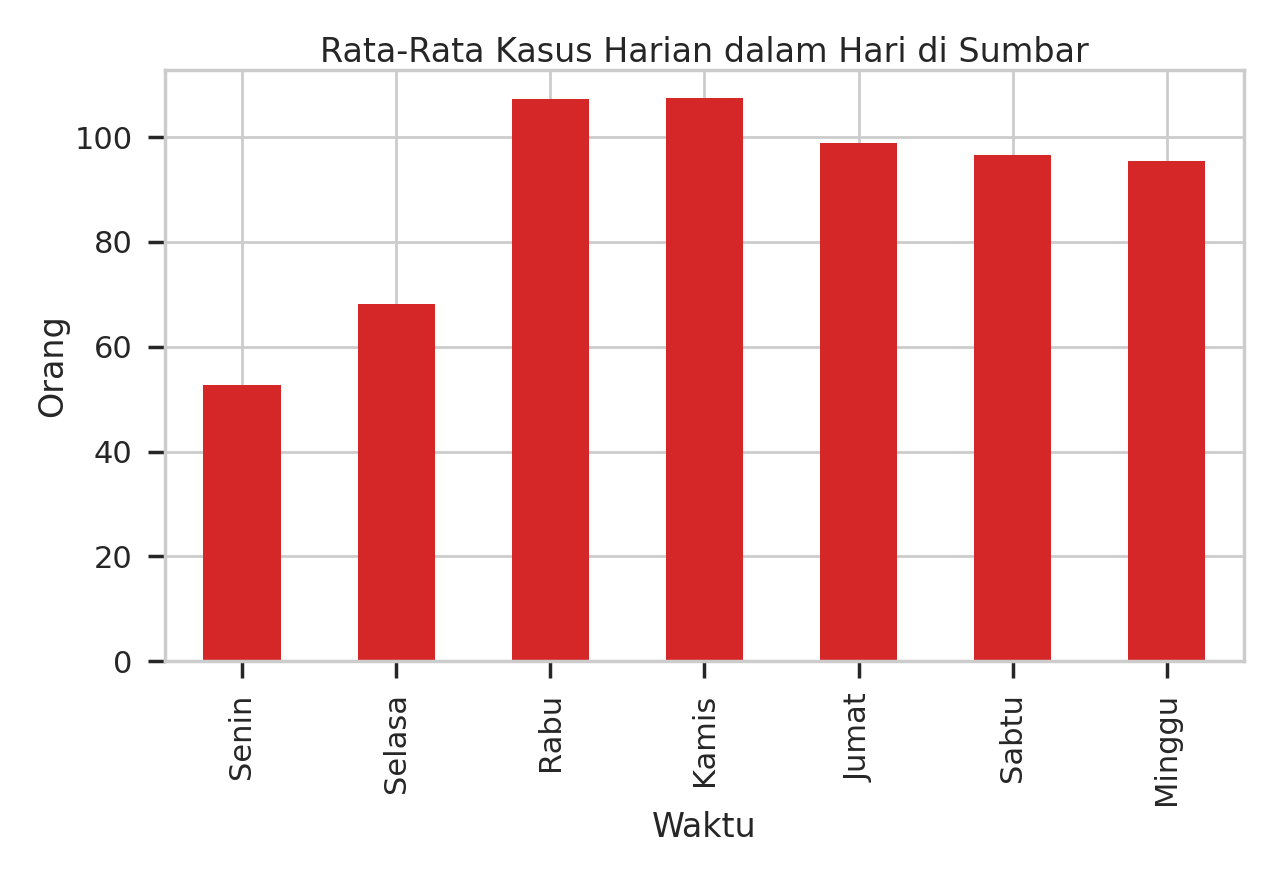 Rata-Rata Kasus Harian dalam Hari di Sumbar
Orang
100
80
60
40
20
0
Senin
Selasa
Rabu
Kamis
Jumat
Sabtu
Minggu
Waktu